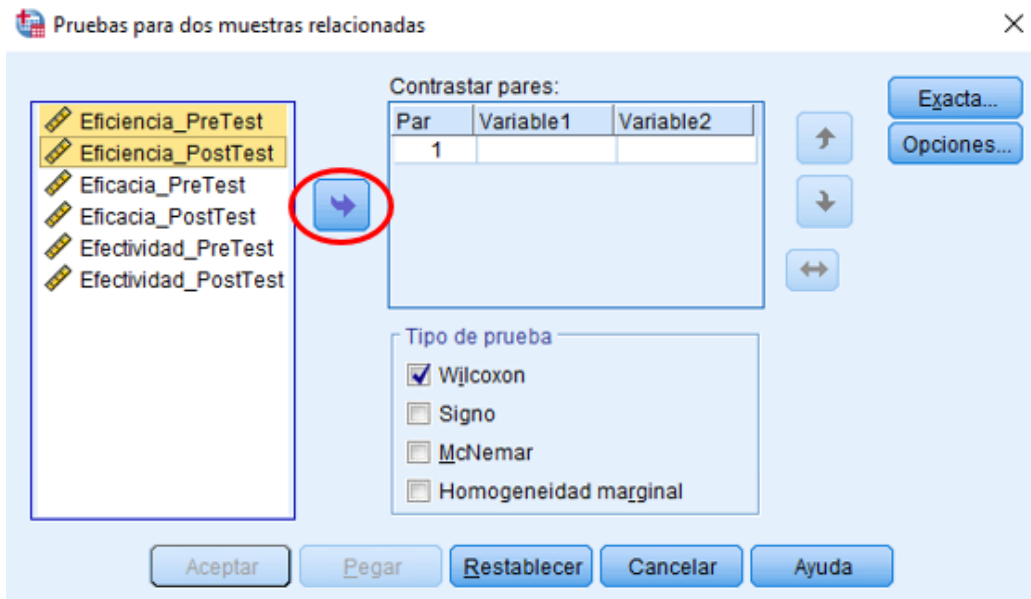 Pruebas para dos muestras relacionadas
Eficiencia_PreTest
Eficiencia_PostTest
Eficacia_PreTest
Eficacia_PostTest
Efectividad_PreTest
Efectividad_PostTest
Contrastar pares:
Par Variable1 Variable2
1
Exacta...
Opciones...
Tipo de prueba
Wilcoxon
Signo
McNemar
Homogeneidad marginal
Aceptar Pegar Restablecer Cancelar Ayuda